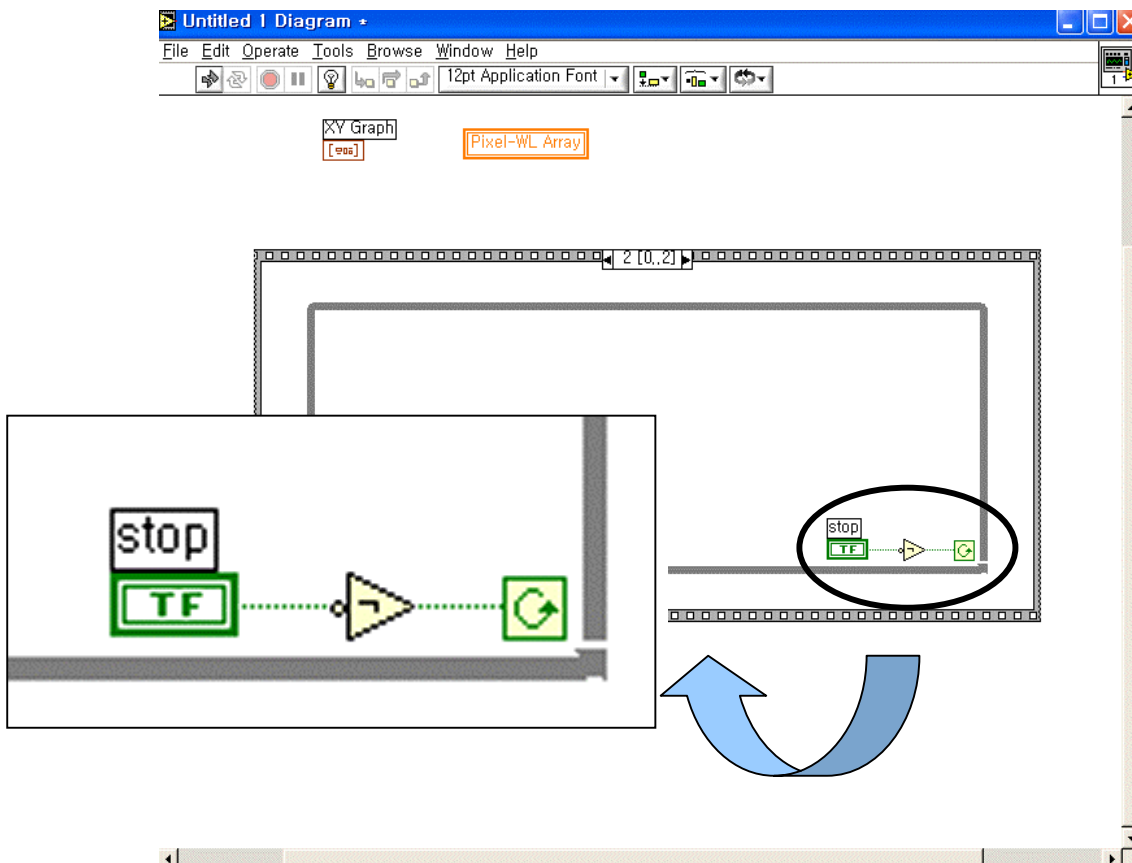 Untitled 1 Diagram *
File Edit Operate Tools Browse Window Help
12pt Application Font
1
XY Graph
Pixel-WL Array
2 [0..2]
stop
TF
stop
TF